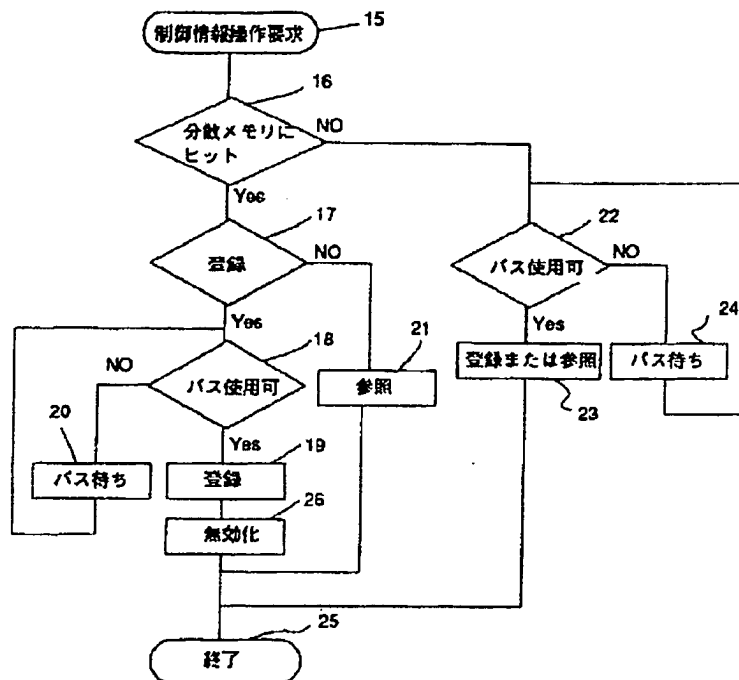 制御情報操作要求
15
16
分散メモリに
ヒット
NO
Yes
17
登録
NO
22
バス使用可
NO
Yes
18
Yes
24
NO
バス使用可
21
参照
登録または参照
バス待ち
23
20
Yes
19
バス待ち
登録
26
無効化
25
終了